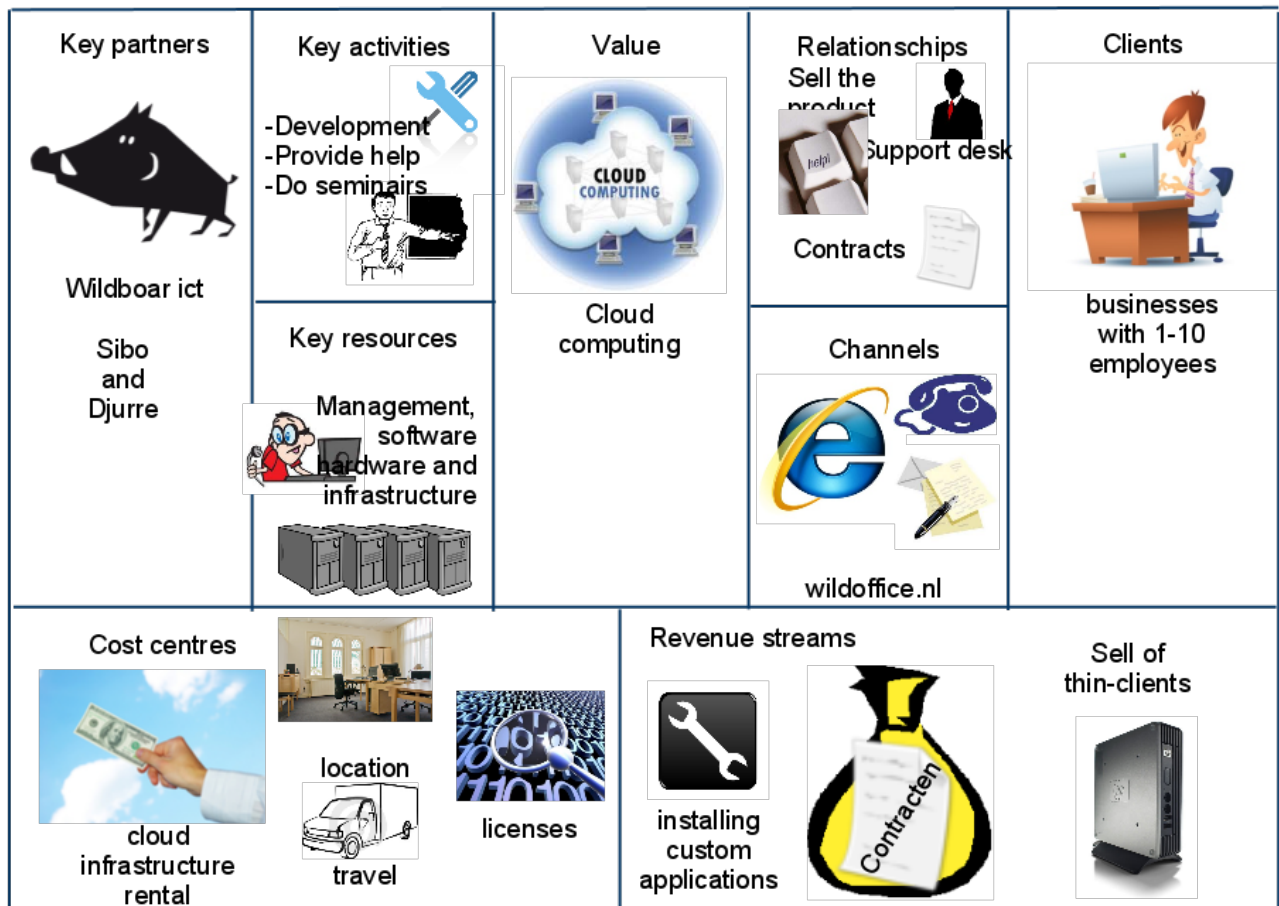 Key partners
Wildboar ict
Sibo
and
Djurre
Key activities
-Development
-Provide help
-Do seminairs
Key resources
Management,
software
hardware and
infrastructure
Value
CLOUD
COMPUTING
Cloud
computing
Relationschips
Sell the
product
help!
Support desk
Contracts
Channels
wildoffice.nl
Clients
businesses
with 1-10
employees
Cost centres
cloud
infrastructure
rental
location
travel
licenses
Revenue streams
installing
custom
applications
Contracten
Sell of
thin-clients